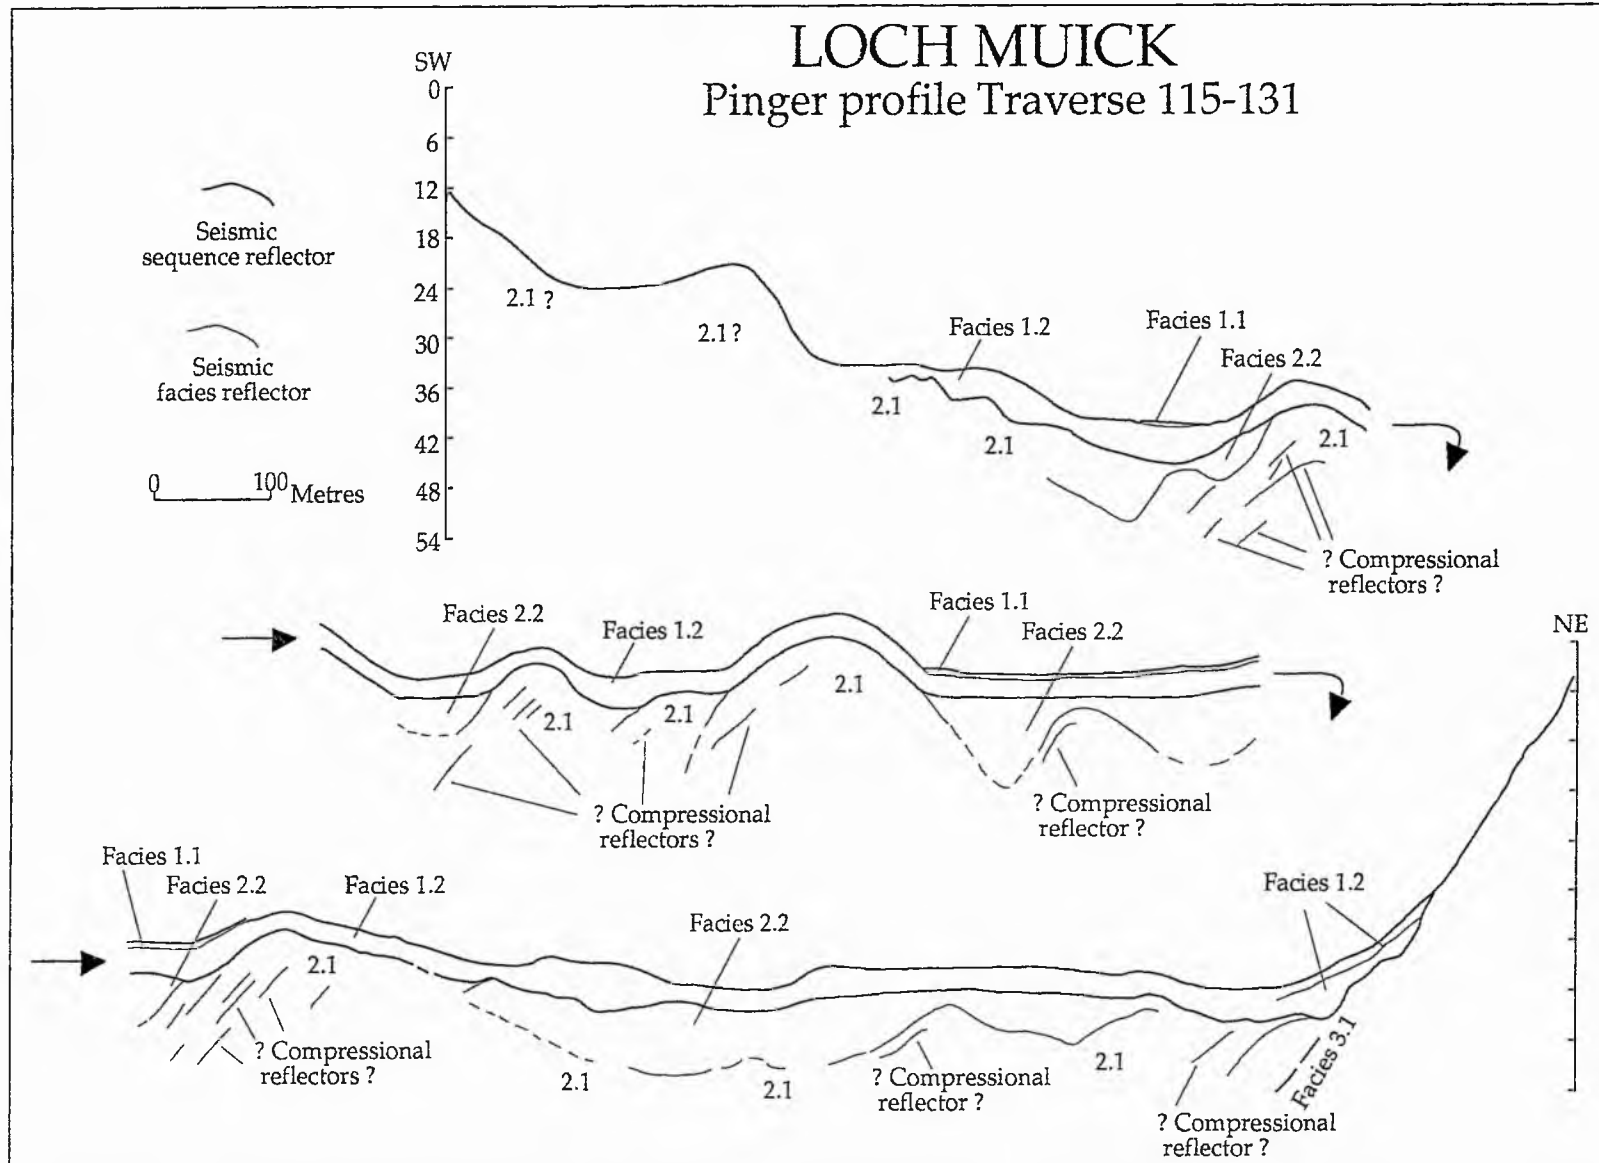 LOCH MUICK
Pinger profile Traverse 115-131
SW
0
6
12
18
24
30
36
42
48
54
Seismic
sequence reflector
Seismic
facies reflector
0 100 Metres
2.1 ?
2.1 ?
Facies 1.2
Facies 1.1
Facies 2.2
2.1
2.1
2.1
? Compressional
reflectors ?
Facies 2.2
Facies 1.2
Facies 1.1
Facies 2.2
NE
2.1
2.1
2.1
? Compressional
reflectors ?
? Compressional
reflector ?
Facies 1.1
Facies 2.2
Facies 1.2
Facies 2.2
Facies 1.2
2.1
? Compressional
reflectors ?
2.1
2.1
? Compressional
reflector ?
2.1
Facies 3.1
? Compressional
reflector ?